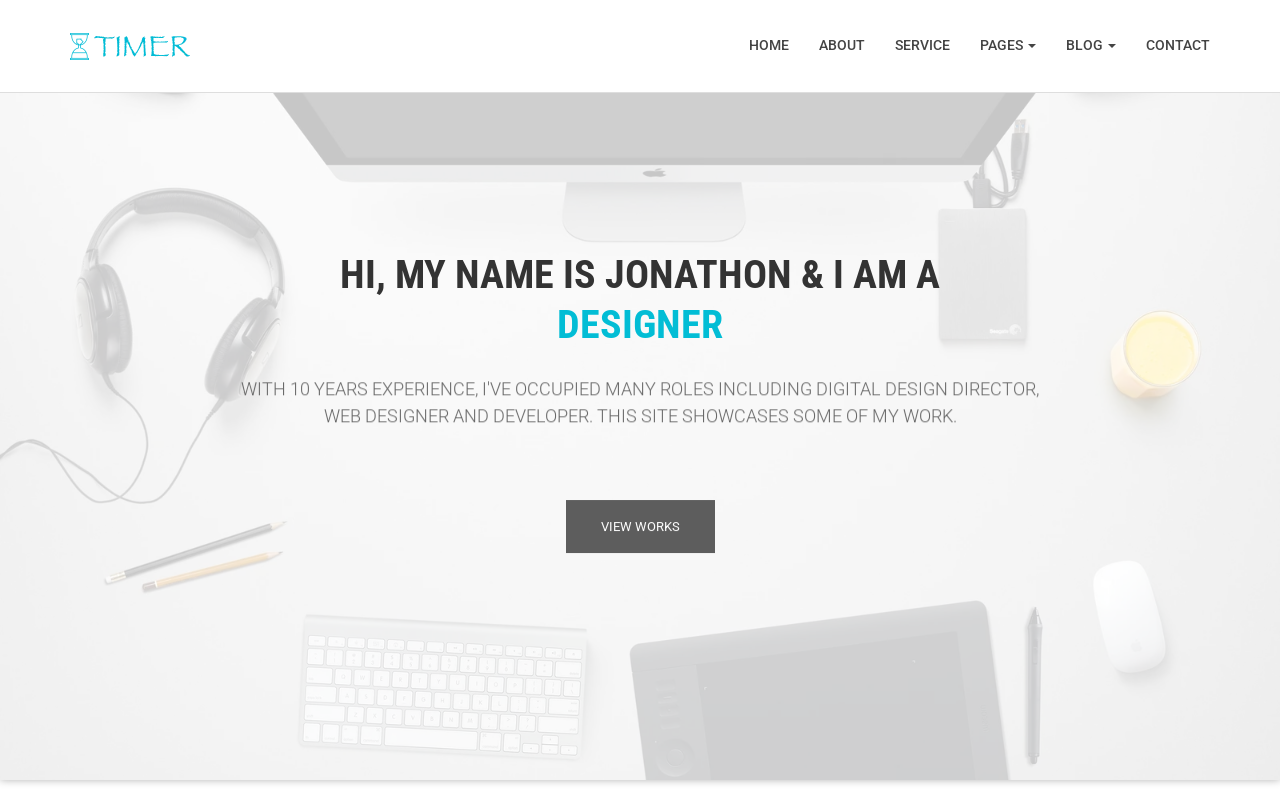 TIMER
HOME ABOUT SERVICE PAGES BLOG CONTACT
HI, MY NAME IS JONATHON & I AM A
DESIGNER
WITH 10 YEARS EXPERIENCE, I'VE OCCUPIED MANY ROLES INCLUDING DIGITAL DESIGN DIRECTOR,
WEB DESIGNER AND DEVELOPER. THIS SITE SHOWCASES SOME OF MY WORK.
VIEW WORKS